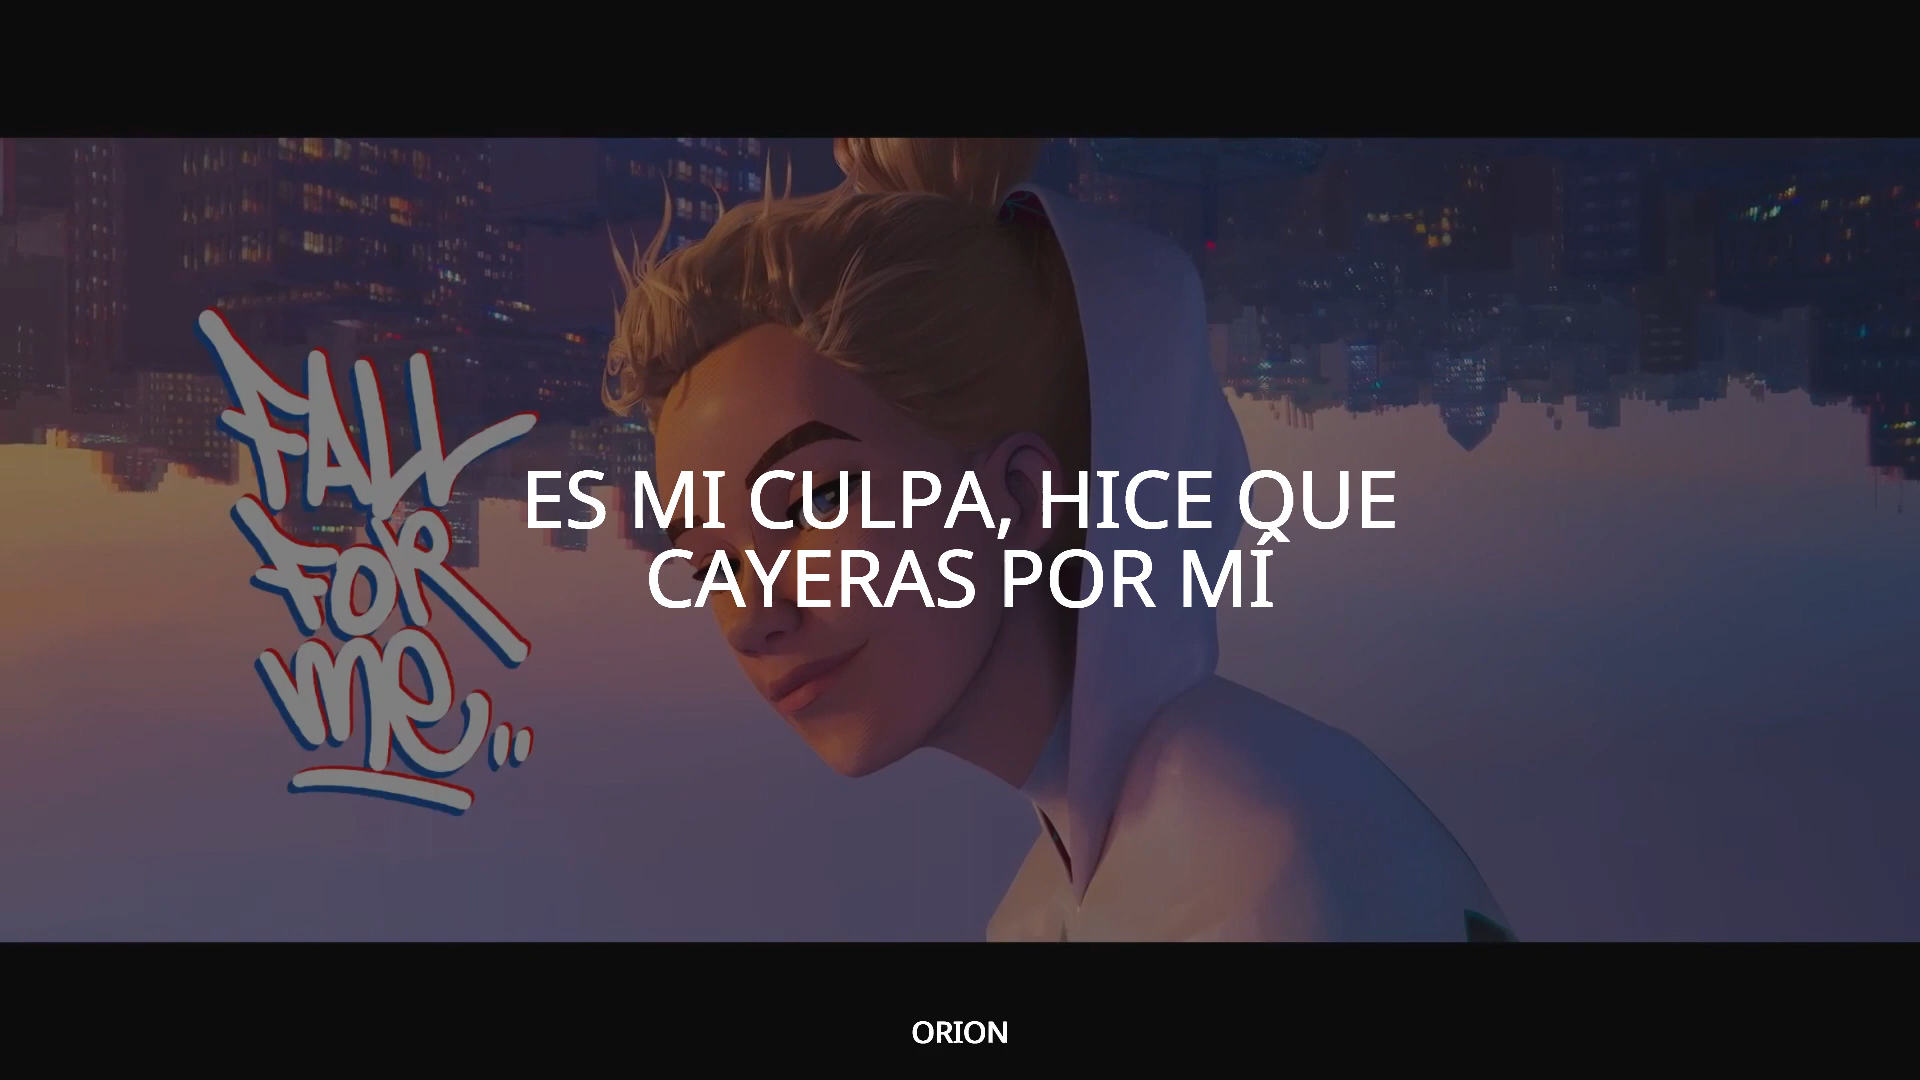 FALL
FOR
me..
ES MI CULPA, HICE QUE
CAYERAS POR MÍ
ORION